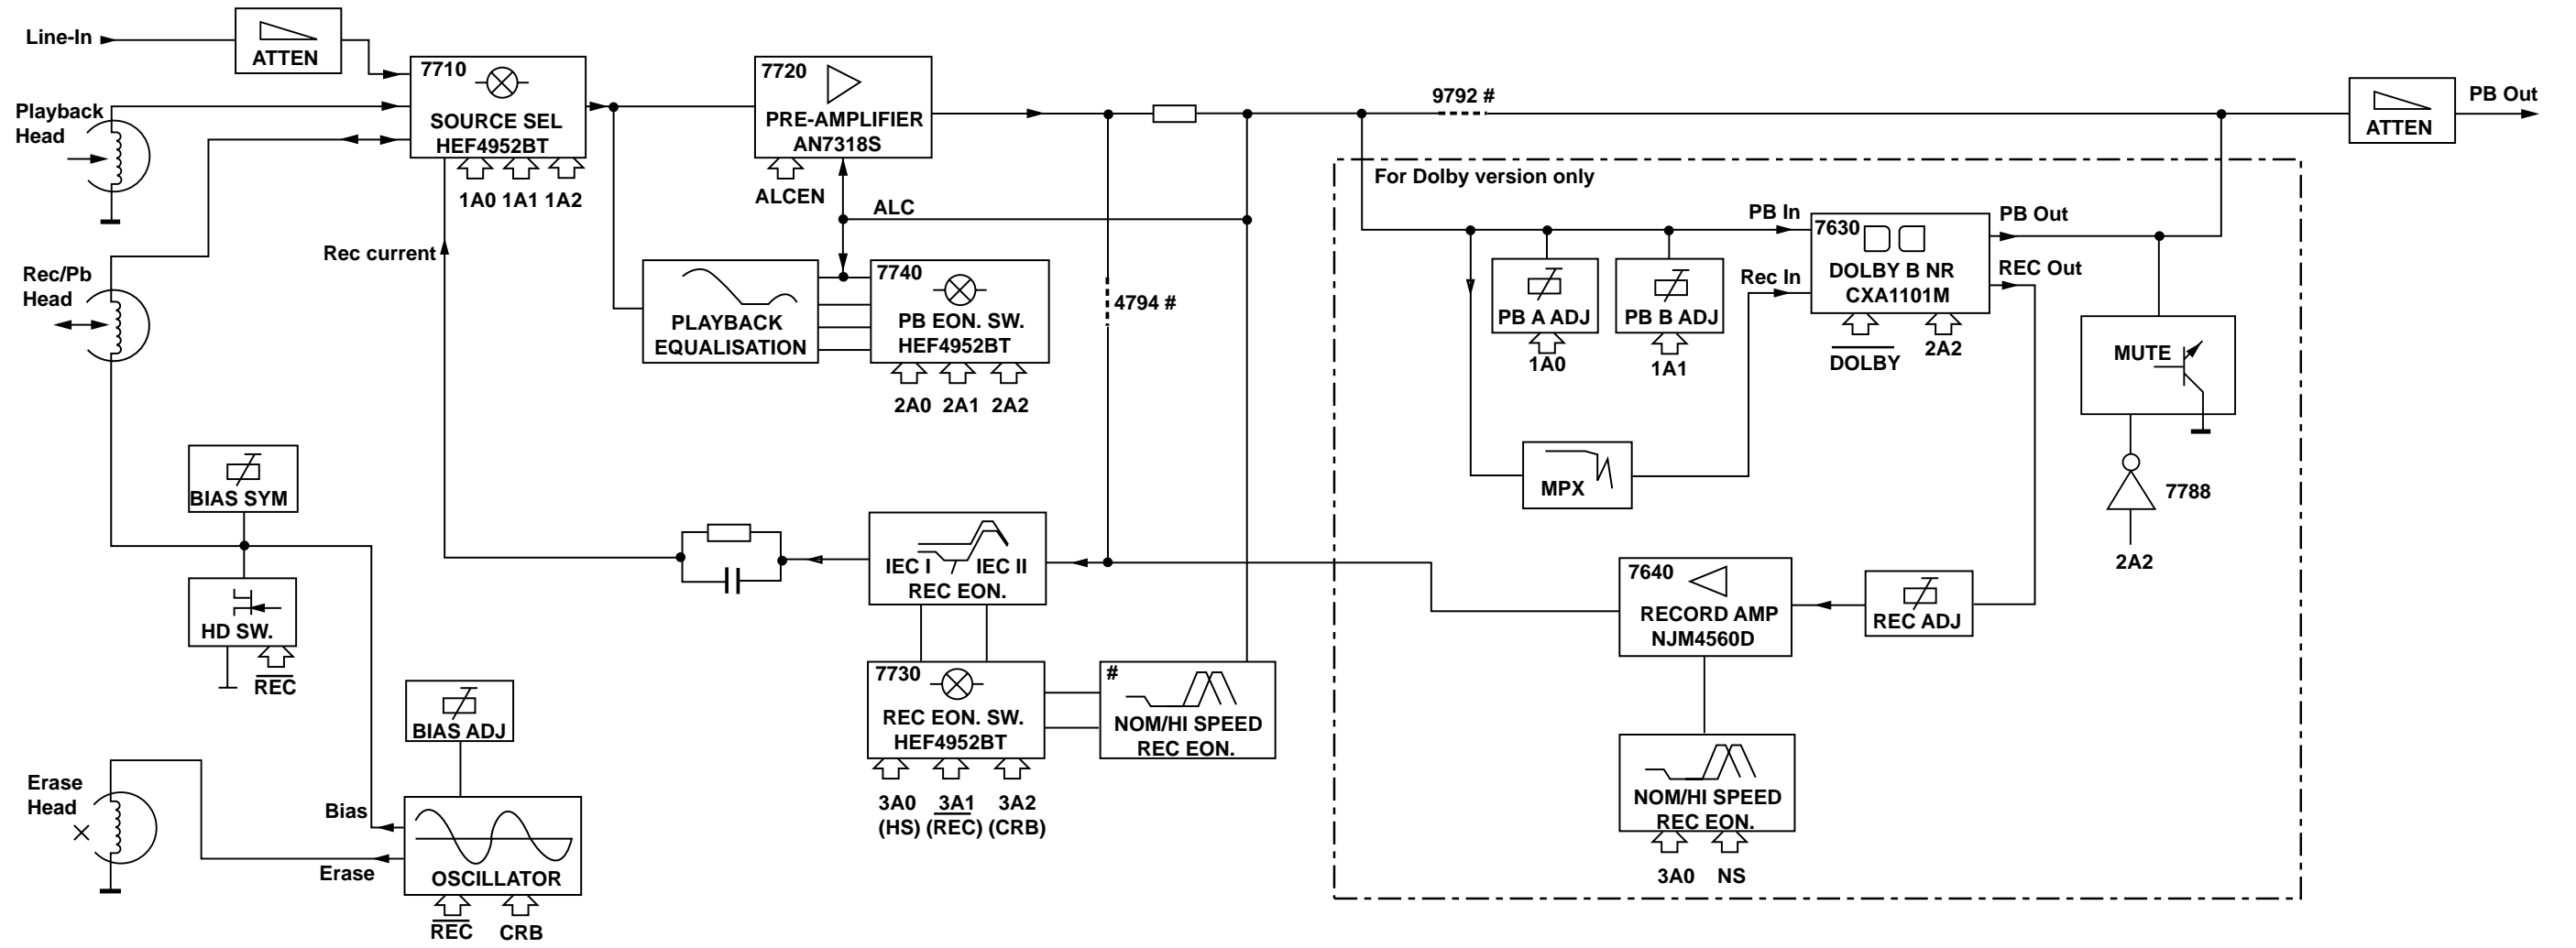 Line-In
ATTEN
Playback
Head
7710
SOURCE SEL
HEF4952BT
1A0 1A1 1A2
7720
PRE-AMPLIFIER
AN7318S
ALCEN
ALC
9792 #
ATTEN
PB Out
For Dolby version only
Rec current
Rec/Pb
Head
PLAYBACK
EQUALISATION
7740
PB EON. SW.
HEF4952BT
2A0 2A1 2A2
4794 #
PB In
Rec In
7630
DOLBY B NR
CXA1101M
PB Out
REC Out
DOLBY
2A2
PB A ADJ
1A0
PB B ADJ
1A1
MUTE
7788
2A2
MPX
BIAS SYM
HD SW.
REC
IEC I / IEC II
REC EON.
7640
RECORD AMP
NJM4560D
REC ADJ
7730
REC EON. SW.
HEF4952BT
3A0 3A1 3A2
(HS) (REC) (CRB)
#
NOM/HI SPEED
REC EON.
NOM/HI SPEED
REC EON.
3A0 NS
BIAS ADJ
Erase
Head
Bias
Erase
OSCILLATOR
REC CRB